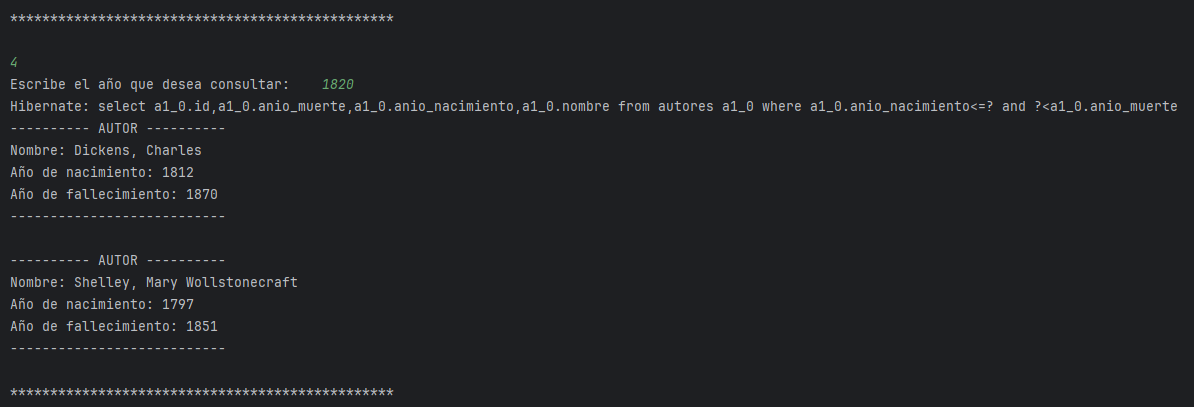 ************************************************
4
Escribe el año que desea consultar:    1820
Hibernate: select a1_0.id,a1_0.anio_muerte,a1_0.anio_nacimiento,a1_0.nombre from autores a1_0 where a1_0.anio_nacimiento<=? and ?<a1_0.anio_muerte
---------- AUTOR ----------
Nombre: Dickens, Charles
Año de nacimiento: 1812
Año de fallecimiento: 1870
---------------------------
---------- AUTOR ----------
Nombre: Shelley, Mary Wollstonecraft
Año de nacimiento: 1797
Año de fallecimiento: 1851
---------------------------
************************************************